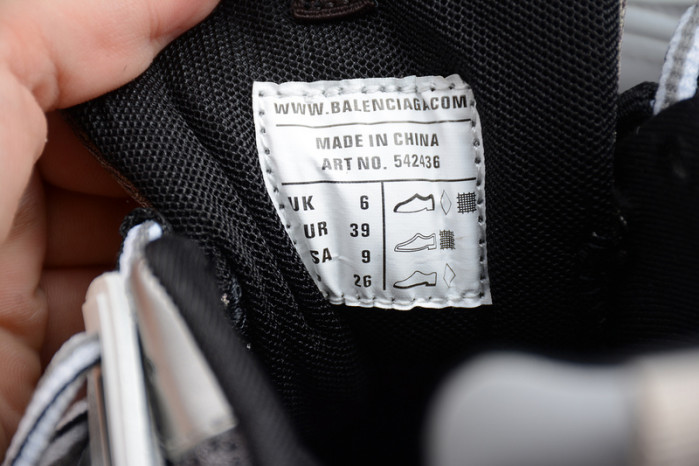 WWW.BALENCIAGA.COM
MADE IN CHINA
ART NO. 542436
UK 6
UR 39
SA 9
26